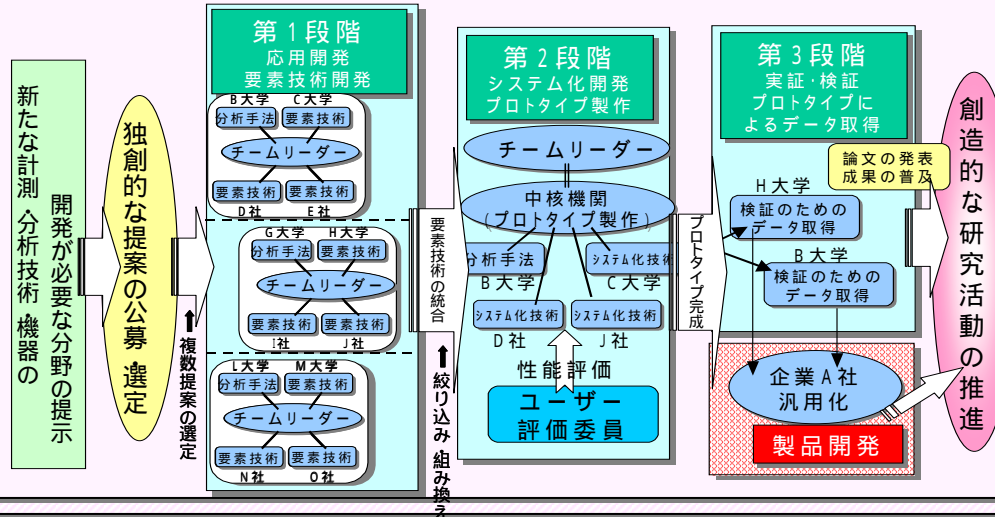 新たな計測・分析技術・機器の
開発が必要な分野の提示
独創的な提案の公募・選定
複数提案の選定
第1段階
応用開発
要素技術開発
B大学 C大学
分析手法 要素技術
チームリーダー
要素技術 要素技術
D社 E社
G大学 H大学
分析手法 要素技術
チームリーダー
要素技術 要素技術
I社 J社
L大学 M大学
分析手法 要素技術
チームリーダー
要素技術 要素技術
N社 O社
要素技術の統合
絞り込み・組み換え
第2段階
システム化開発
プロトタイプ製作
チームリーダー
中核機関
(プロトタイプ製作)
分析手法 システム化技術
B大学 C大学
システム化技術 システム化技術
D社 J社
性能評価
ユーザー
評価委員
プロトタイプ完成
第3段階
実証・検証
プロトタイプに
よるデータ取得
論文の発表
成果の普及
H大学
検証のための
データ取得
B大学
検証のための
データ取得
企業A社
汎用化
製品開発
創造的な研究活動の推進